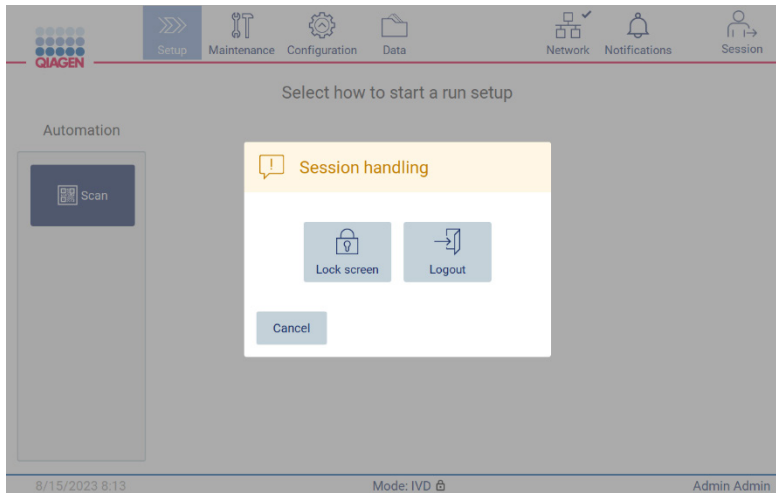 QIAGEN
Setup
Maintenance
Configuration
Data
Network
Notifications
Session
Select how to start a run setup
Automation
Scan
Session handling
Lock screen
Logout
Cancel
8/15/2023 8:13
Mode: IVD
Admin Admin